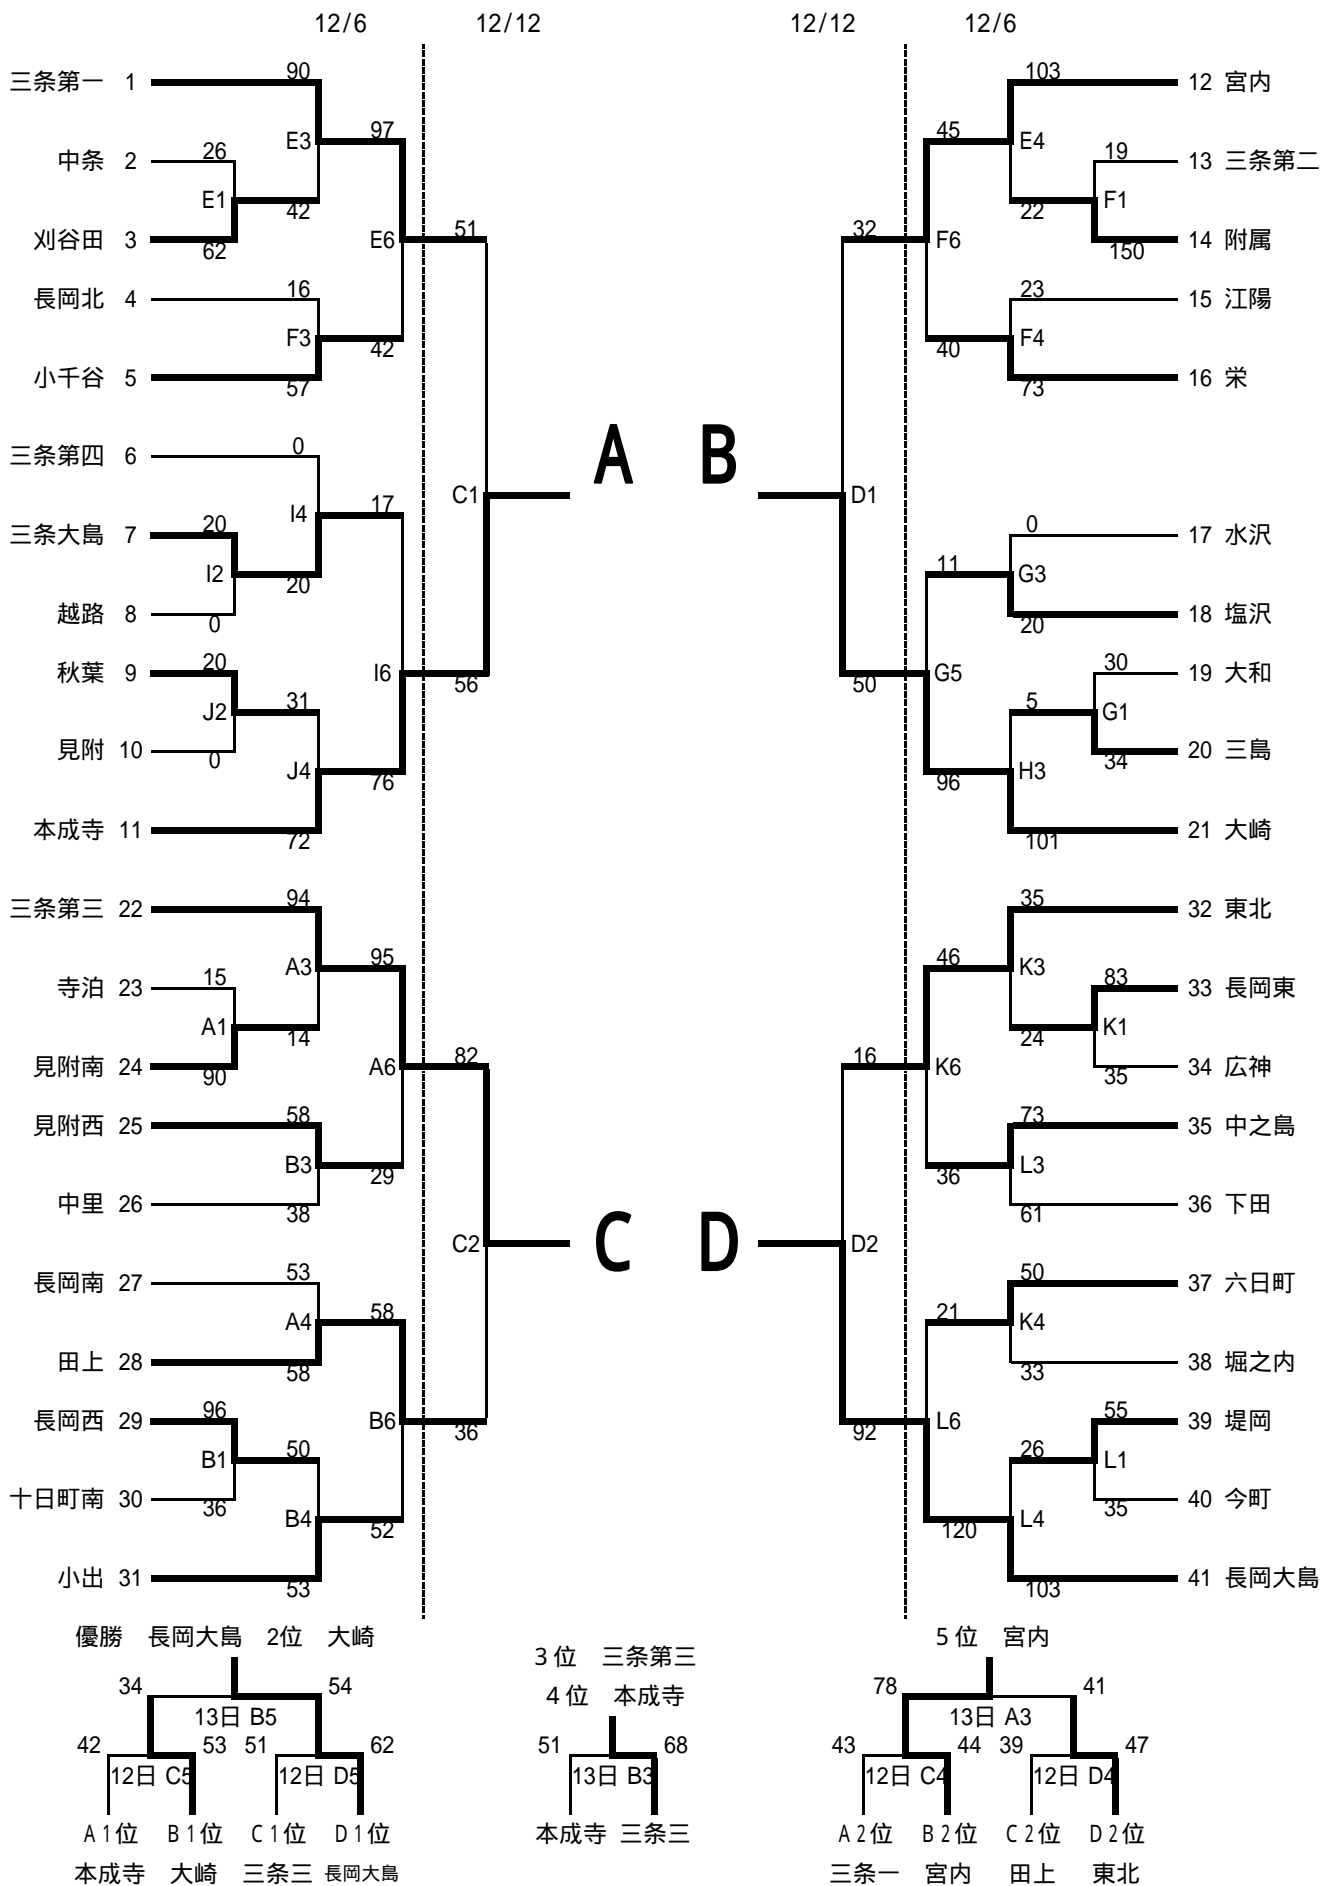 12/6 12/12 12/12 12/6
90 103
三条第一 1 12 宮内
97 45
E3 E4
26 19
中条 2 13 三条第二
E1 42 22 F1
刈谷田 3 62 51 32 150 14 附属
E6 F6
16 23
長岡北 4 15 江陽
F3 42 40 F4
小千谷 5 57 73 16 栄
0
三条第四 6
A B
17
I4 C1 D1
20 0
三条大島 7 17 水沢
I2 20 11 G3
越路 8 0 20 18 塩沢
20 30
秋葉 9 I6 56 50 G5 19 大和
J2 31 5 G1
見附 10 0 34 20 三島
J4 76 96 H3
本成寺 11 72 101 21 大崎
94 35
三条第三 22 32 東北
95 46
A3 K3
15 83
寺泊 23 33 長岡東
A1 14 24 K1
見附南 24 90 A6 82 16 K6 35 34 広神
58 73
見附西 25 35 中之島
B3 29 36 L3
中里 26 38 61 36 下田
C2 C D D2
53 50
長岡南 27 37 六日町
A4 58 21 K4
田上 28 58 33 38 堀之内
96 55
長岡西 29 B6 36 92 L6 39 堤岡
B1 50 26 L1
十日町南 30 36 35 40 今町
B4 52 120 L4
小出 31 53 103 41 長岡大島
優勝 長岡大島 2位 大崎
3位 三条第三
4位 本成寺
5位 宮内
34 54
13日 B5
78 41
13日 A3
42 53 51 62
12日 C5 12日 D5
51 68
13日 B3
43 44 39 47
12日 C4 12日 D4
A1位 B1位 C1位 D1位
本成寺 大崎 三条三 長岡大島
本成寺 三条三
A2位 B2位 C2位 D2位
三条一 宮内 田上 東北